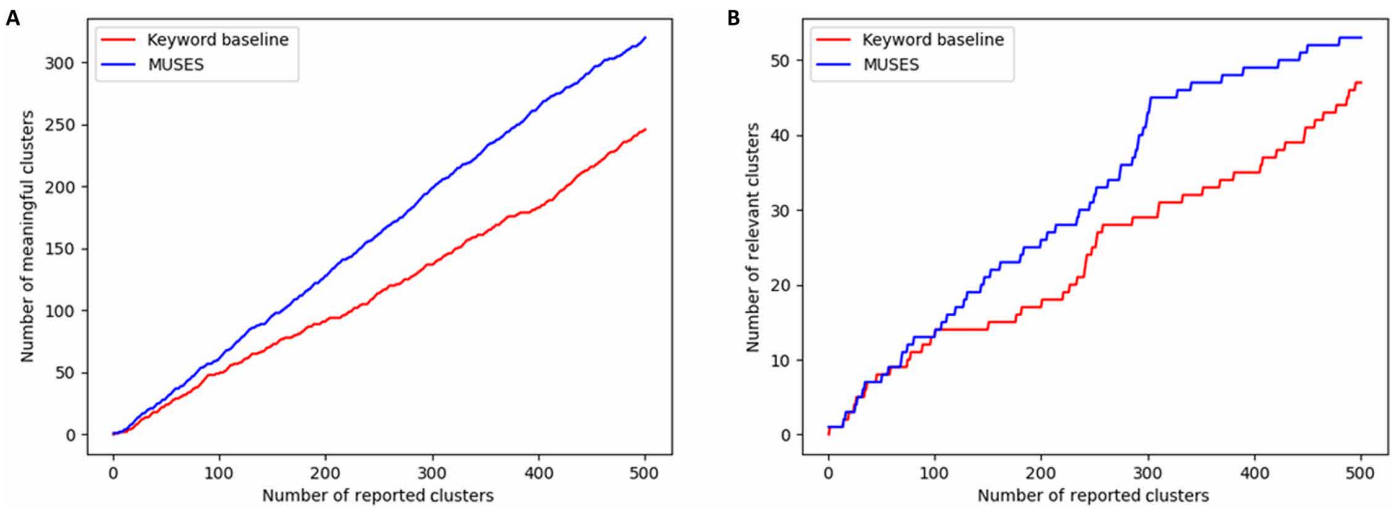 A
Keyword baseline
MUSES
Number of meaningful clusters
300
250
200
150
100
50
0
0 100 200 300 400 500
Number of reported clusters
B
Keyword baseline
MUSES
Number of relevant clusters
50
40
30
20
10
0
0 100 200 300 400 500
Number of reported clusters